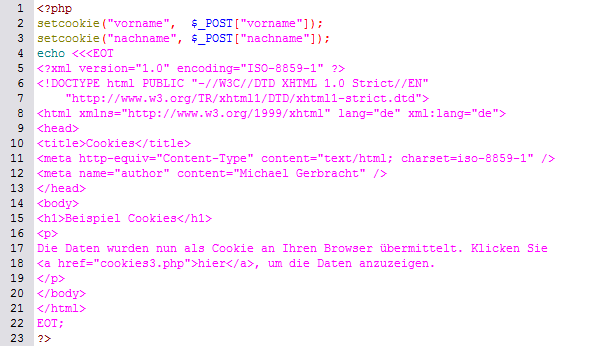 1 <?php
2 setcookie("vorname",  $_POST["vorname"]);
3 setcookie("nachname", $_POST["nachname"]);
4 echo <<<EOT
5 <?xml version="1.0" encoding="ISO-8859-1" ?>
6 <!DOCTYPE html PUBLIC "-//W3C//DTD XHTML 1.0 Strict//EN"
7     "http://www.w3.org/TR/xhtml1/DTD/xhtml1-strict.dtd">
8 <html xmlns="http://www.w3.org/1999/xhtml" lang="de" xml:lang="de">
9 <head>
10 <title>Cookies</title>
11 <meta http-equiv="Content-Type" content="text/html; charset=iso-8859-1" />
12 <meta name="author" content="Michael Gerbracht" />
13 </head>
14 <body>
15 <h1>Beispiel Cookies</h1>
16 <p>
17 Die Daten wurden nun als Cookie an Ihren Browser übermittelt. Klicken Sie
18 <a href="cookies3.php">hier</a>, um die Daten anzuzeigen.
19 </p>
20 </body>
21 </html>
22 EOT;
23 ?>